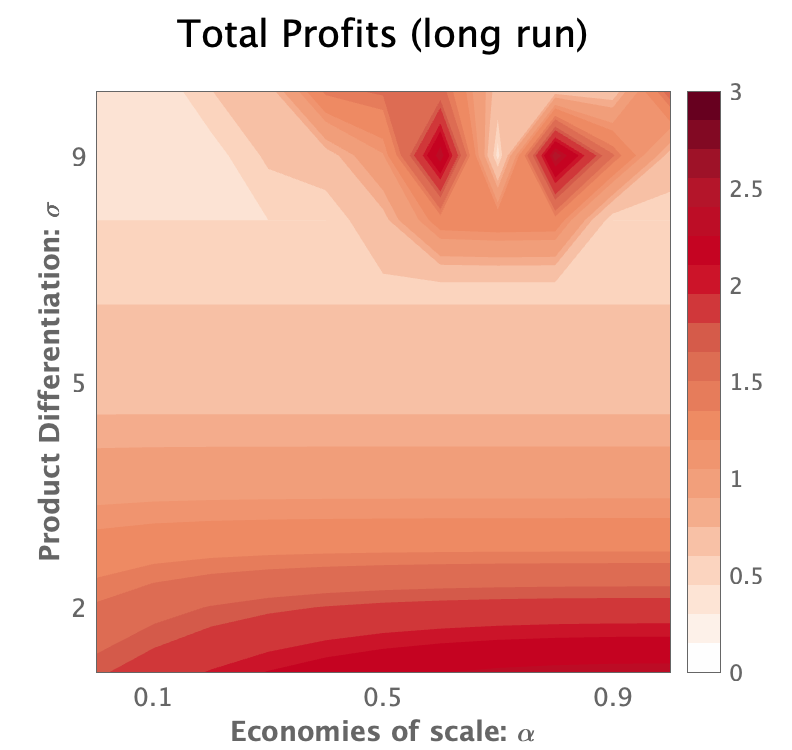 Total Profits (long run)
3
9
2.5
2
5
1.5
1
0.5
2
0
0.1 0.5 0.9
Economies of scale: α
Product Differentiation: σ